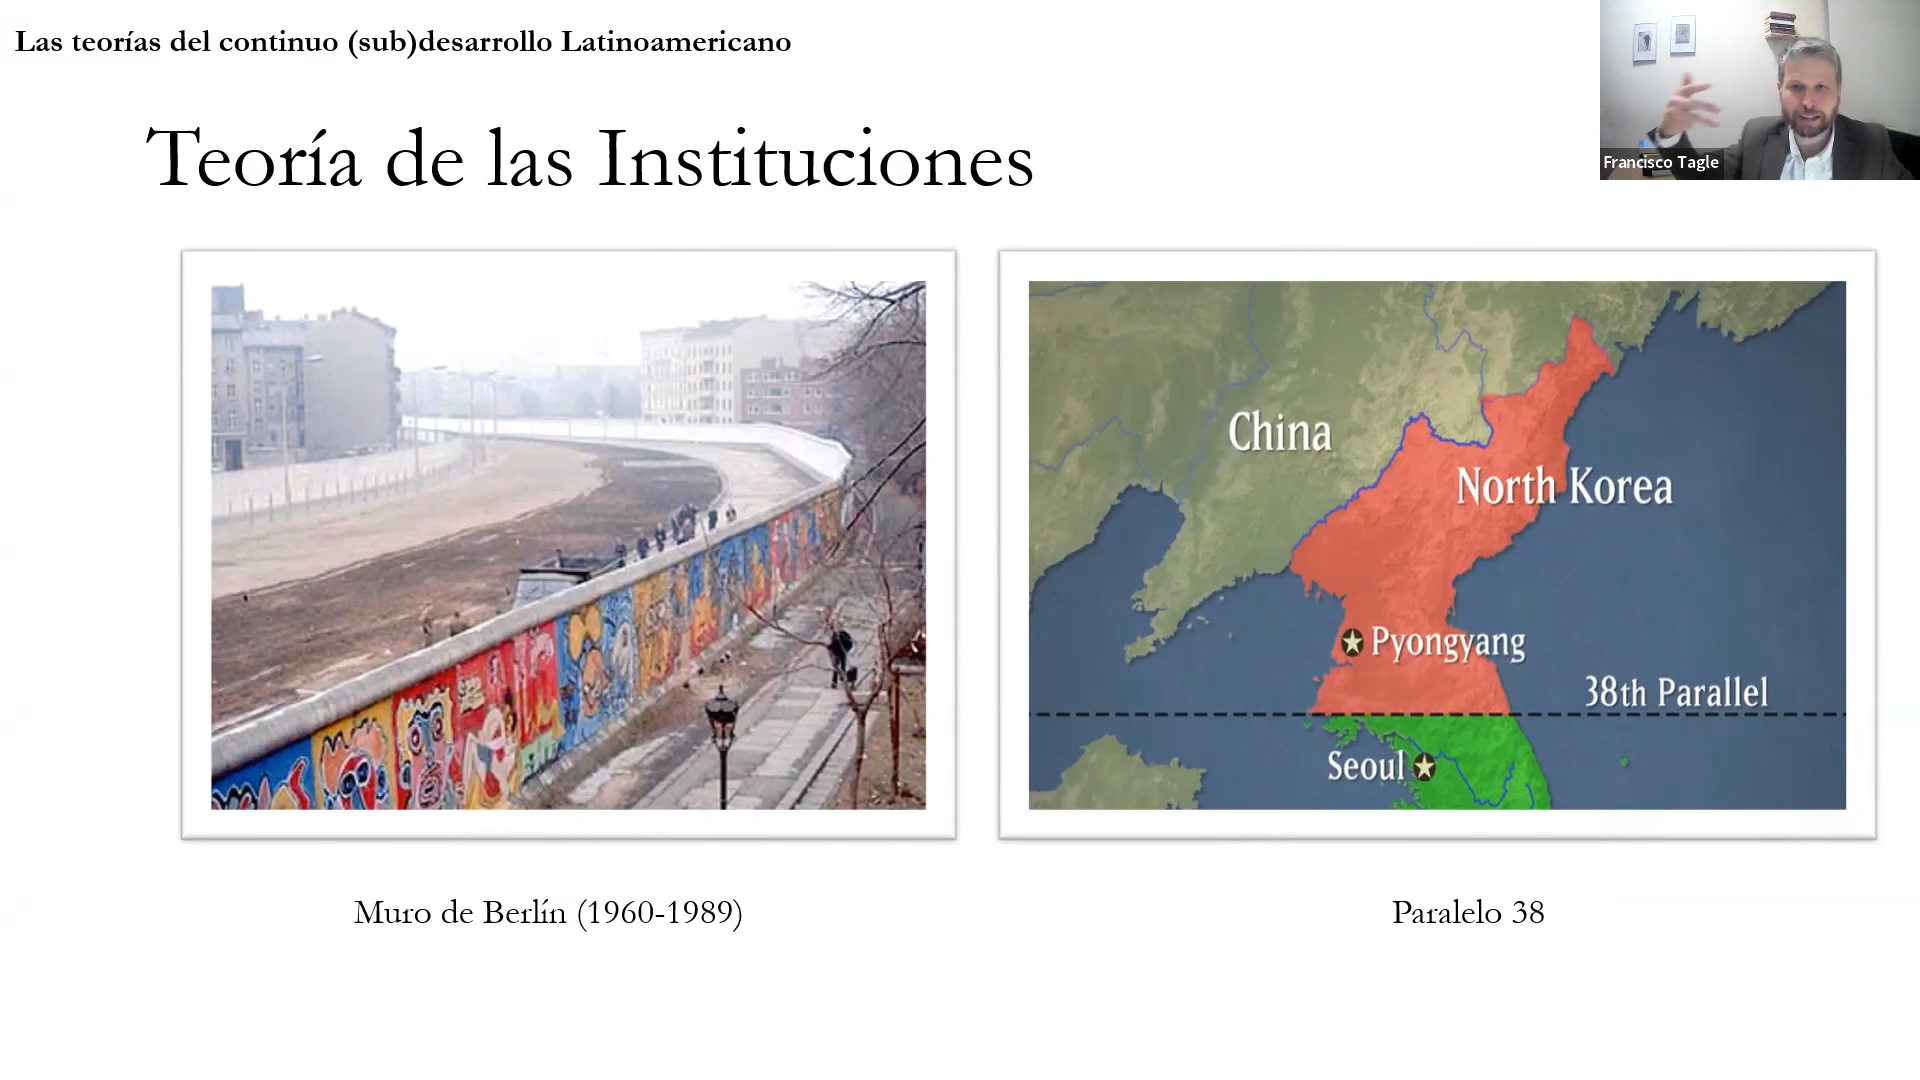 Las teorías del continuo (sub)desarrollo Latinoamericano
Francisco Tagle
Teoría de las Instituciones
China
North Korea
Pyongyang
38th Parallel
Seoul
Muro de Berlín (1960-1989)
Paralelo 38